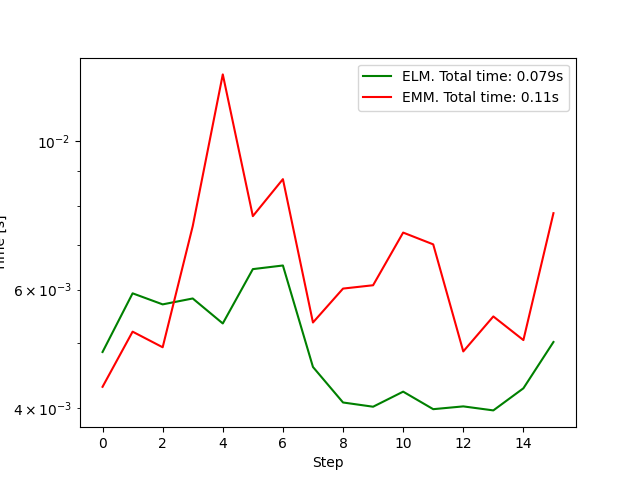 ELM. Total time: 0.079s
EMM. Total time: 0.11s
10⁻²
6 × 10⁻³
4 × 10⁻³
Time [s]
0 2 4 6 8 10 12 14
Step